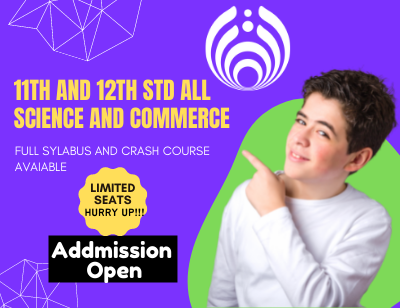 11TH AND 12TH STD ALL
SCIENCE AND COMMERCE
FULL SYLABUS AND CRASH COURSE
AVAIABLE
LIMITED
SEATS
HURRY UP!!!
Addmission
Open